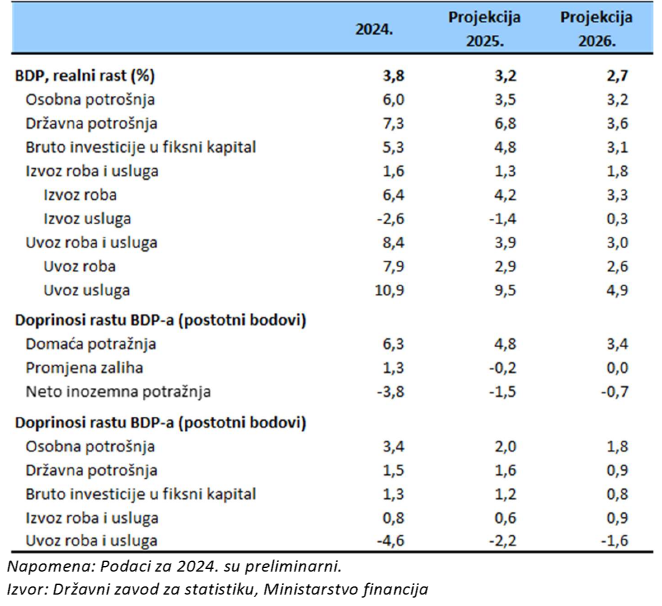 2024. Projekcija 2025. Projekcija 2026.
BDP, realni rast (%) 3,8 3,2 2,7
Osobna potrošnja 6,0 3,5 3,2
Državna potrošnja 7,3 6,8 3,6
Bruto investicije u fiksni kapital 5,3 4,8 3,1
Izvoz roba i usluga 1,6 1,3 1,8
Izvoz roba 6,4 4,2 3,3
Izvoz usluga -2,6 -1,4 0,3
Uvoz roba i usluga 8,4 3,9 3,0
Uvoz roba 7,9 2,9 2,6
Uvoz usluga 10,9 9,5 4,9
Doprinosi rastu BDP-a (postotni bodovi)
Domaća potražnja 6,3 4,8 3,4
Promjena zaliha 1,3 -0,2 0,0
Neto inozemna potražnja -3,8 -1,5 -0,7
Doprinosi rastu BDP-a (postotni bodovi)
Osobna potrošnja 3,4 2,0 1,8
Državna potrošnja 1,5 1,6 0,9
Bruto investicije u fiksni kapital 1,3 1,2 0,8
Izvoz roba i usluga 0,8 0,6 0,9
Uvoz roba i usluga -4,6 -2,2 -1,6
Napomena: Podaci za 2024. su preliminarni.
Izvor: Državni zavod za statistiku, Ministarstvo financija